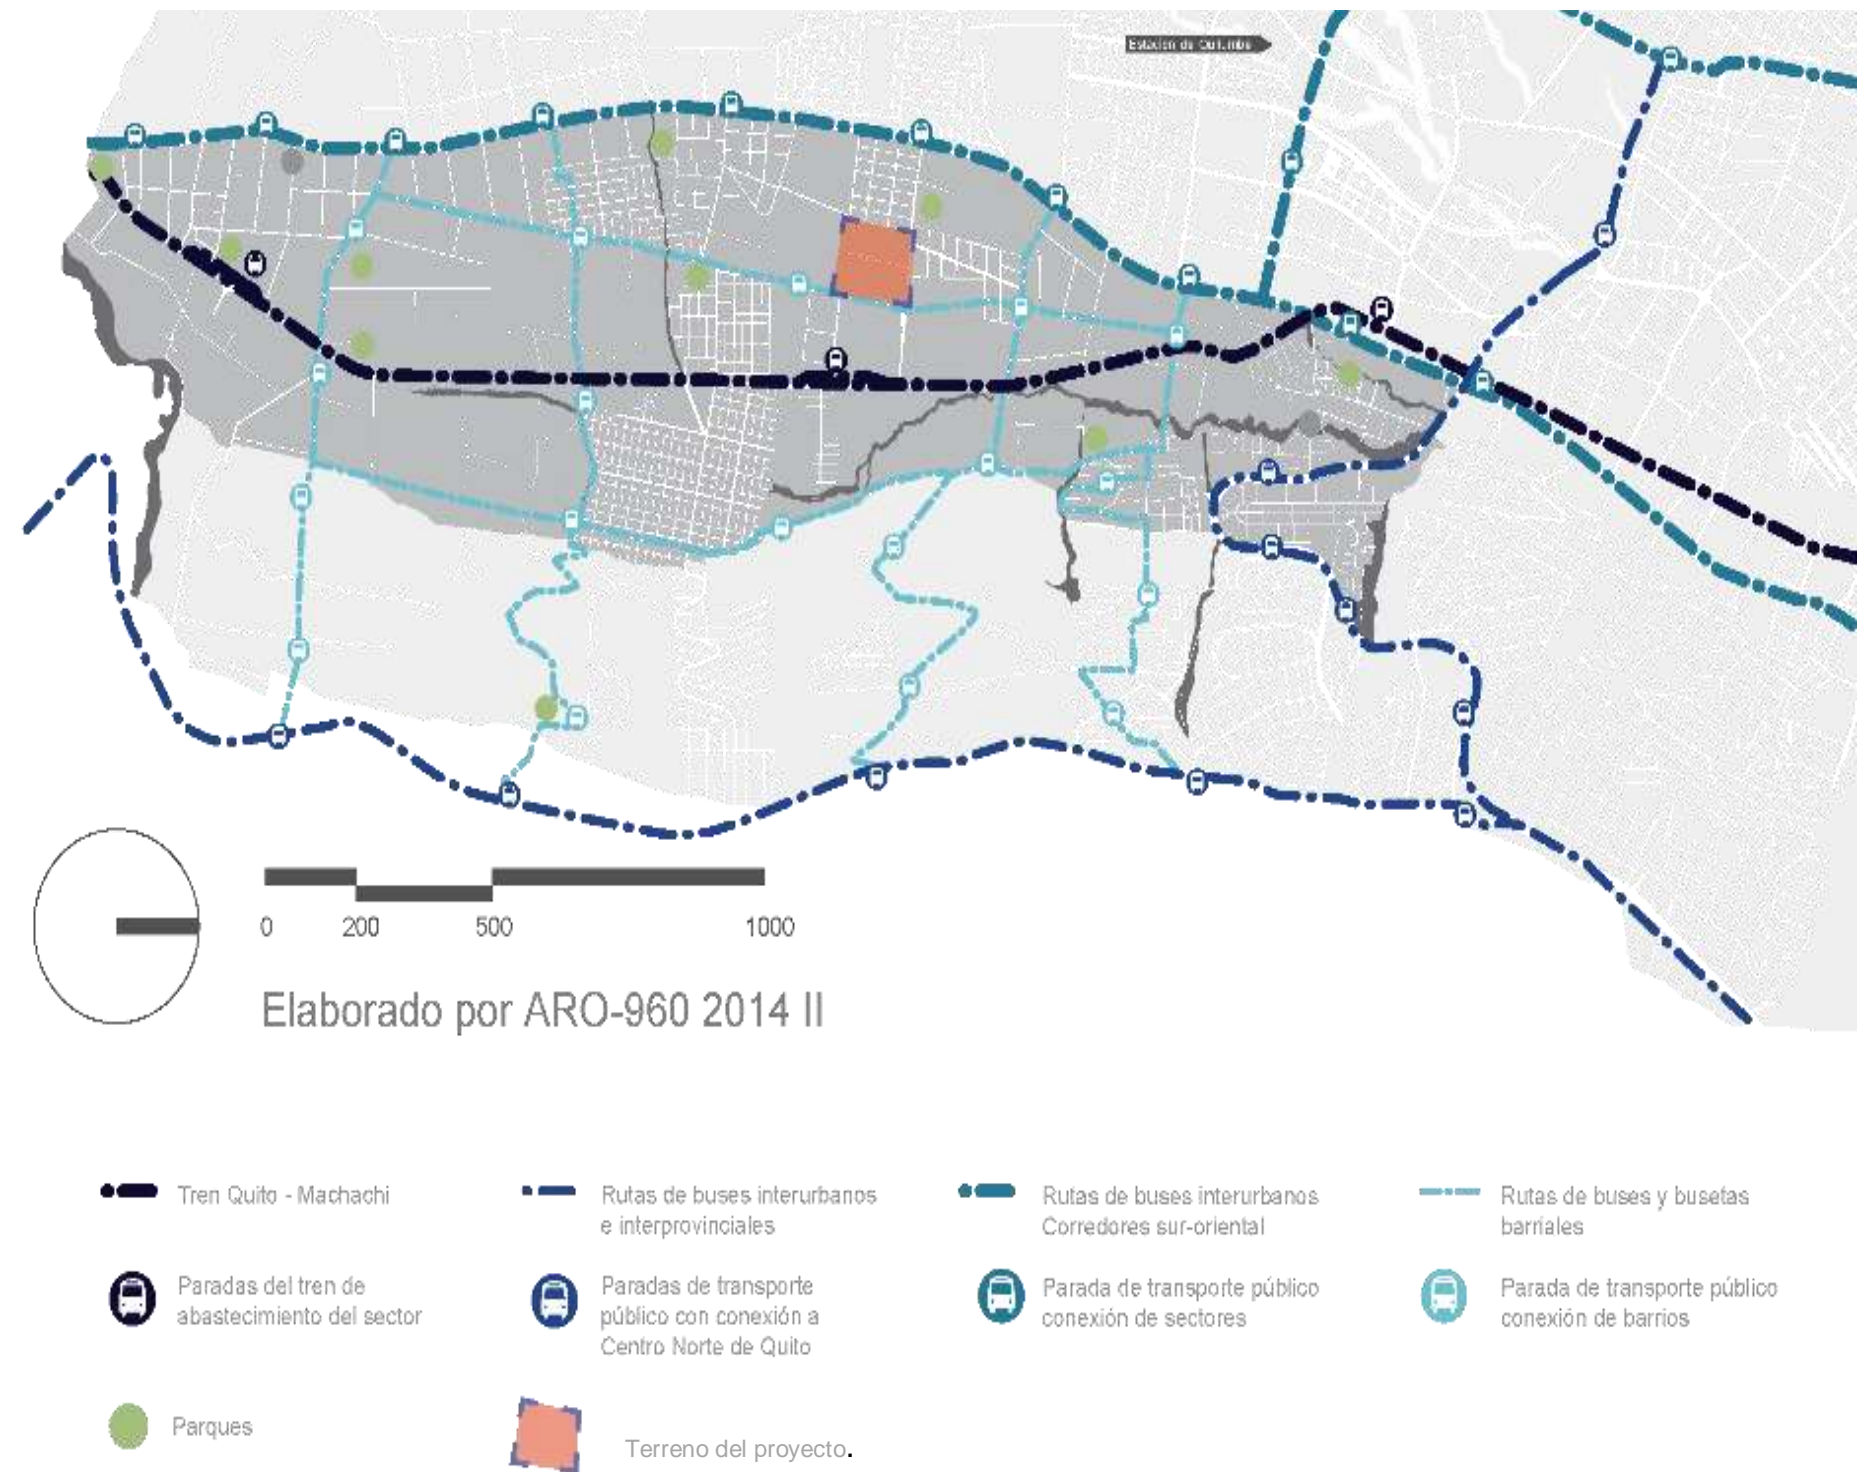 Estación de Quitumbe
0 200 500 1000
Elaborado por ARO-960 2014 II
Tren Quito - Machachi
Rutas de buses interurbanos
e interprovinciales
Rutas de buses interurbanos
Corredores sur-oriental
Rutas de buses y busetas
barriales
Paradas del tren de
abastecimiento del sector
Paradas de transporte
público con conexión a
Centro Norte de Quito
Parada de transporte público
conexión de sectores
Parada de transporte público
conexión de barrios
Parques
Terreno del proyecto.